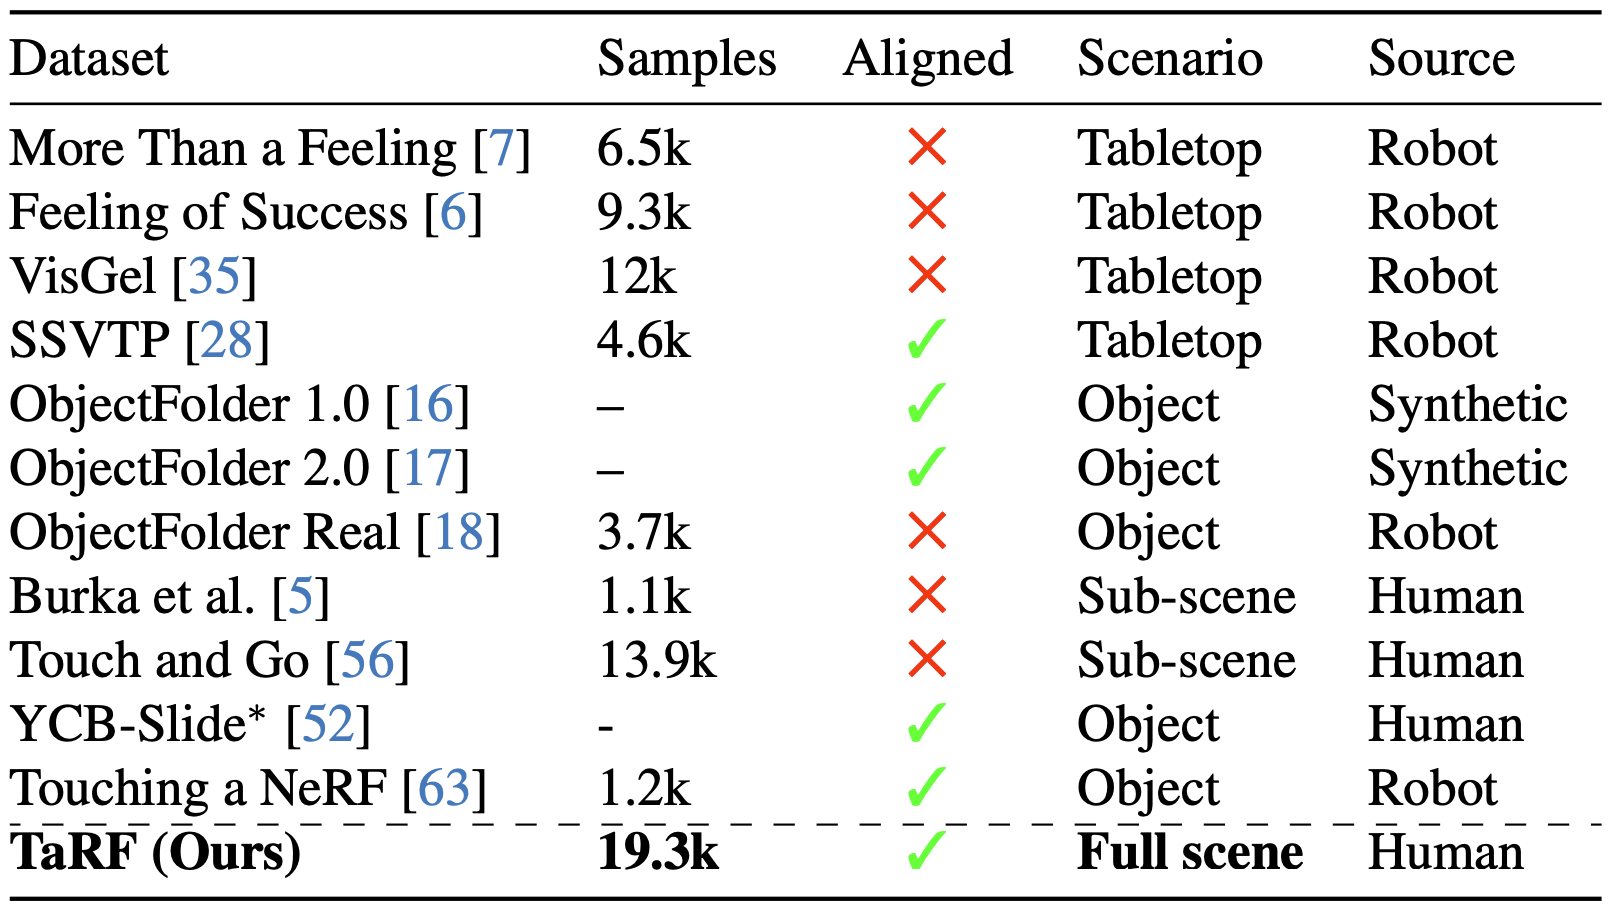 Dataset Samples Aligned Scenario Source
More Than a Feeling [7] 6.5k ✗ Tabletop Robot
Feeling of Success [6] 9.3k ✗ Tabletop Robot
VisGel [35] 12k ✗ Tabletop Robot
SSVTP [28] 4.6k ✓ Tabletop Robot
ObjectFolder 1.0 [16] – ✓ Object Synthetic
ObjectFolder 2.0 [17] – ✓ Object Synthetic
ObjectFolder Real [18] 3.7k ✗ Object Robot
Burka et al. [5] 1.1k ✗ Sub-scene Human
Touch and Go [56] 13.9k ✗ Sub-scene Human
YCB-Slide* [52] - ✓ Object Human
Touching a NeRF [63] 1.2k ✓ Object Robot
TaRF (Ours) 19.3k ✓ Full scene Human